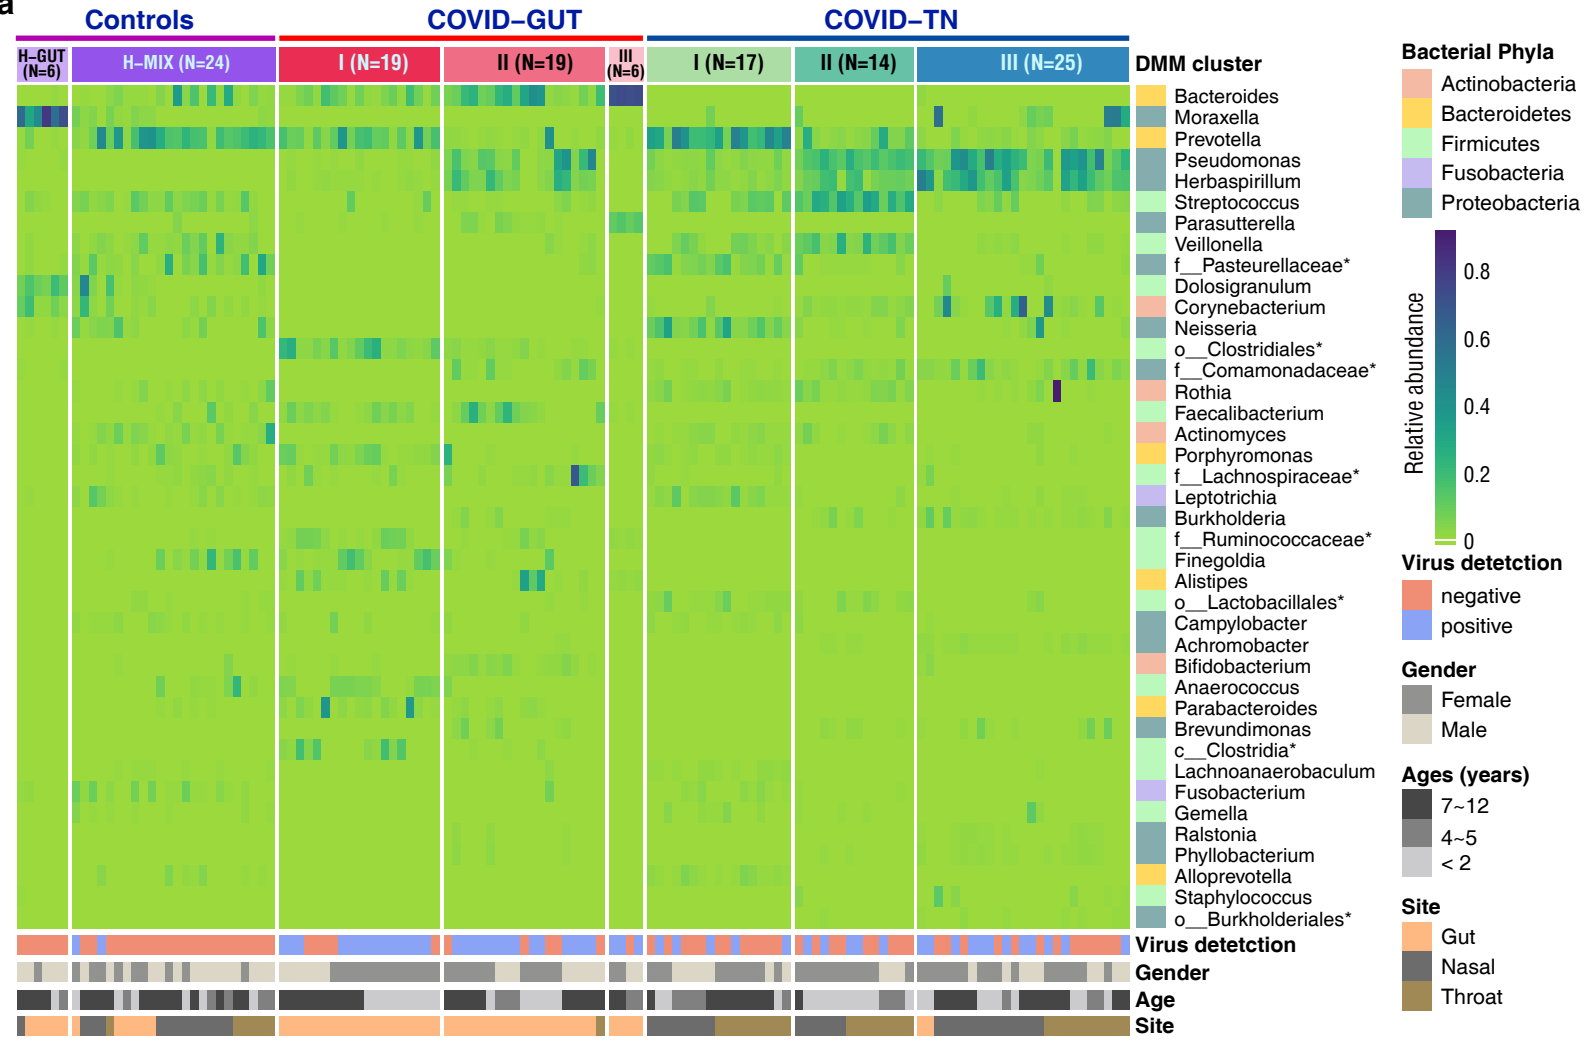 a
Controls
COVID–GUT
COVID–TN
H–GUT
(N=6)
H–MIX (N=24)
I (N=19)
II (N=19)
III
(N=6)
I (N=17)
II (N=14)
III (N=25)
DMM cluster
Bacteroides
Moraxella
Prevotella
Pseudomonas
Herbaspirillum
Streptococcus
Parasutterella
Veillonella
f__Pasteurellaceae*
Dolosigranulum
Corynebacterium
Neisseria
o__Clostridiales*
f__Comamonadaceae*
Rothia
Faecalibacterium
Actinomyces
Porphyromonas
f__Lachnospiraceae*
Leptotrichia
Burkholderia
f__Ruminococcaceae*
Finegoldia
Alistipes
o__Lactobacillales*
Campylobacter
Achromobacter
Bifidobacterium
Anaerococcus
Parabacteroides
Brevundimonas
c__Clostridia*
Lachnoanaerobaculum
Fusobacterium
Gemella
Ralstonia
Phyllobacterium
Alloprevotella
Staphylococcus
o__Burkholderiales*
Virus detetction
Gender
Age
Site
Bacterial Phyla
Actinobacteria
Bacteroidetes
Firmicutes
Fusobacteria
Proteobacteria
Relative abundance
0.8
0.6
0.4
0.2
0
Virus detetction
negative
positive
Gender
Female
Male
Ages (years)
7~12
4~5
< 2
Site
Gut
Nasal
Throat